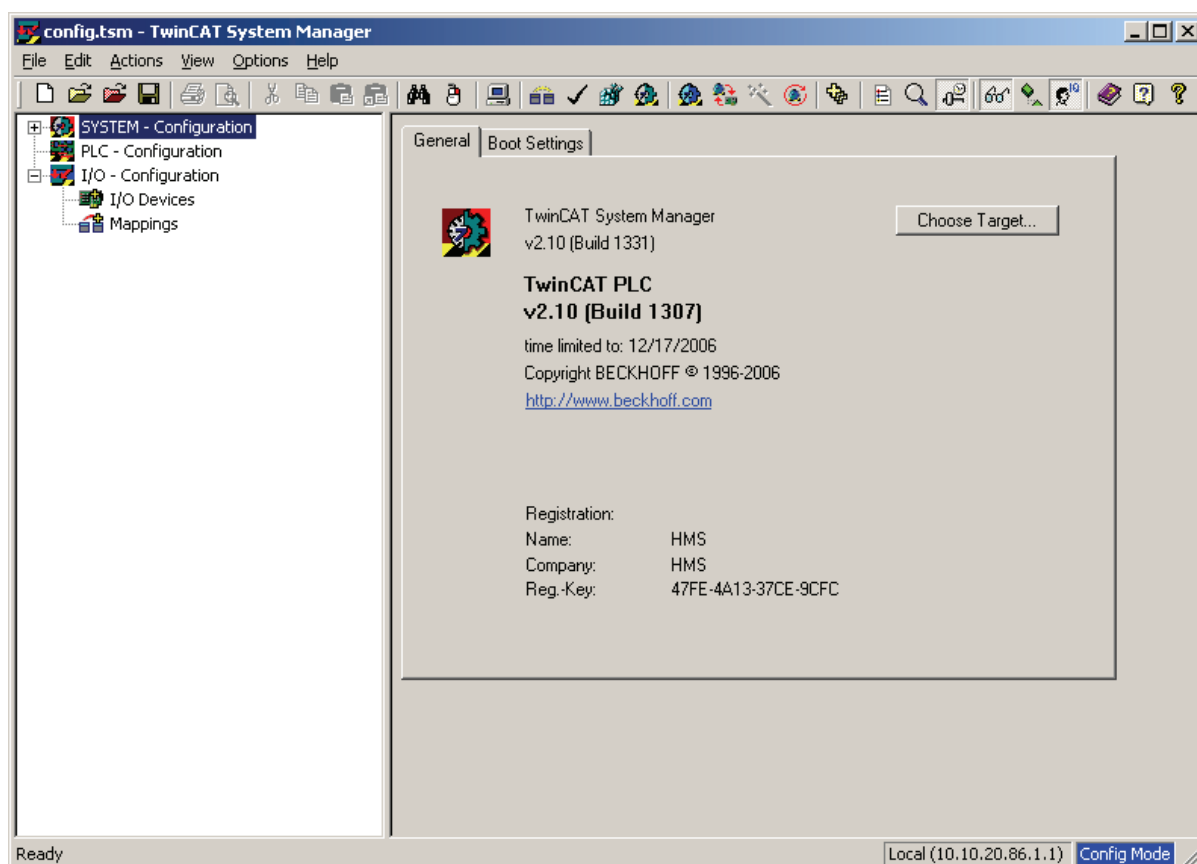 config.tsm - TwinCAT System Manager
File Edit Actions View Options Help
SYSTEM - Configuration
PLC - Configuration
I/O - Configuration
I/O Devices
Mappings
General Boot Settings
TwinCAT System Manager
v2.10 (Build 1331)
Choose Target...
TwinCAT PLC
v2.10 (Build 1307)
time limited to: 12/17/2006
Copyright BECKHOFF © 1996-2006
http://www.beckhoff.com
Registration:
Name: HMS
Company: HMS
Reg.-Key: 47FE-4A13-37CE-9CFC
Ready Local (10.10.20.86.1.1) Config Mode